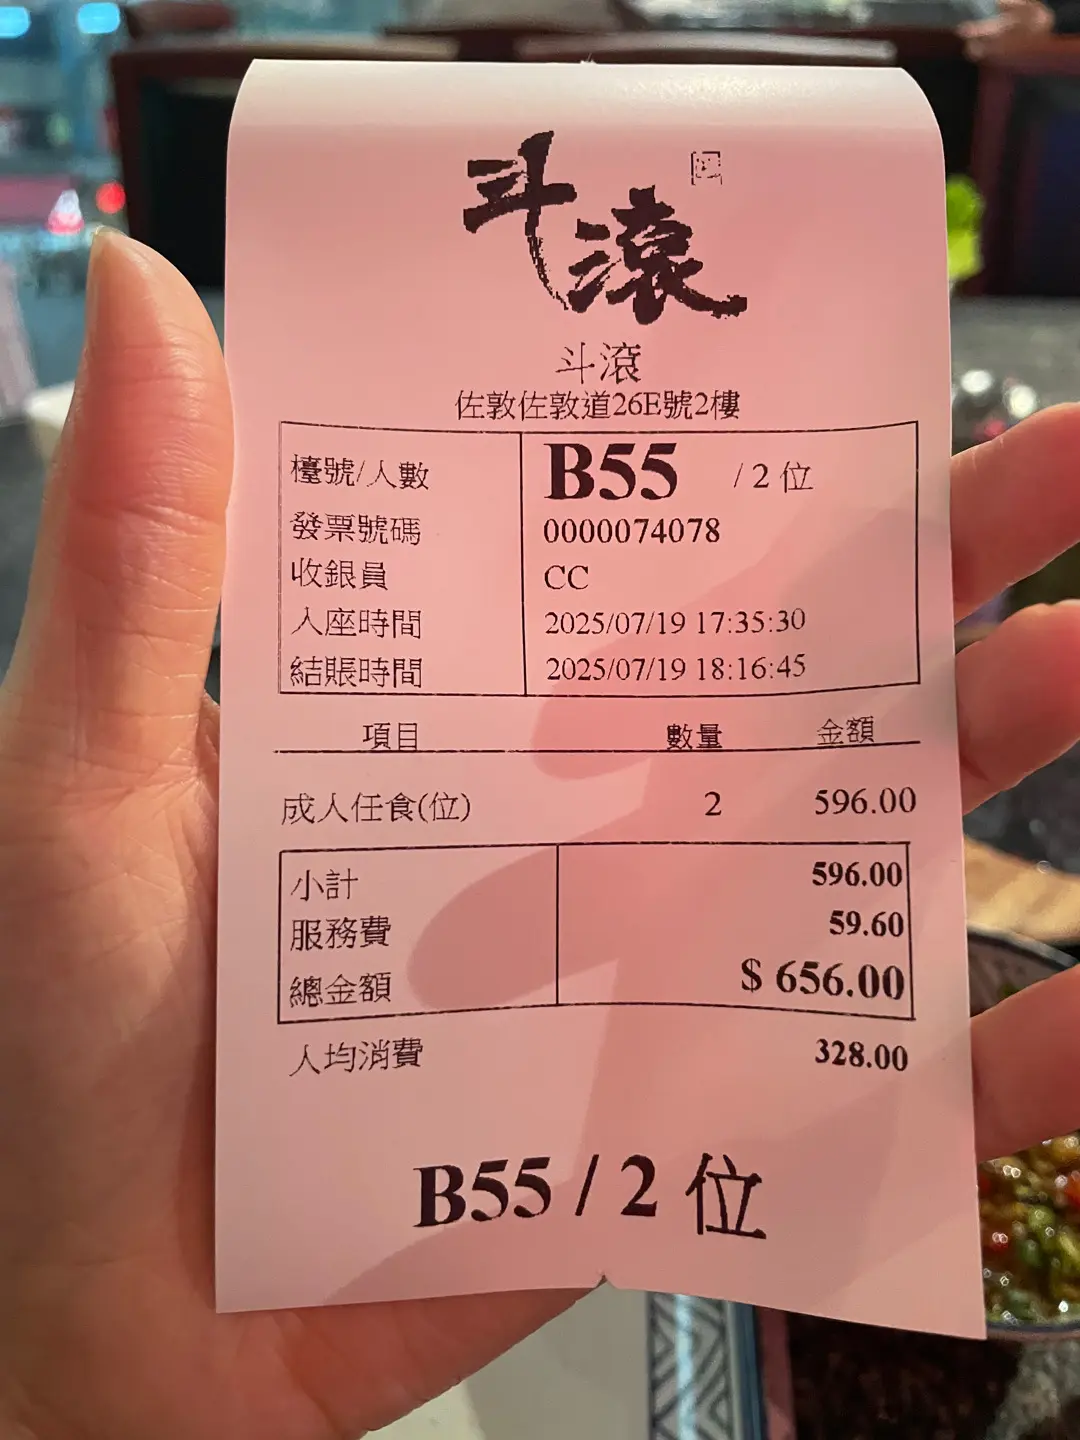 斗滾
斗滾
佐敦佐敦道26E號2樓
檯號/人數 B55 / 2 位
發票號碼 0000074078
收銀員 CC
入座時間 2025/07/19 17:35:30
結賬時間 2025/07/19 18:16:45
項目 數量 金額
成人任食(位) 2 596.00
小計 596.00
服務費 59.60
總金額 $ 656.00
人均消費 328.00
B55 / 2 位